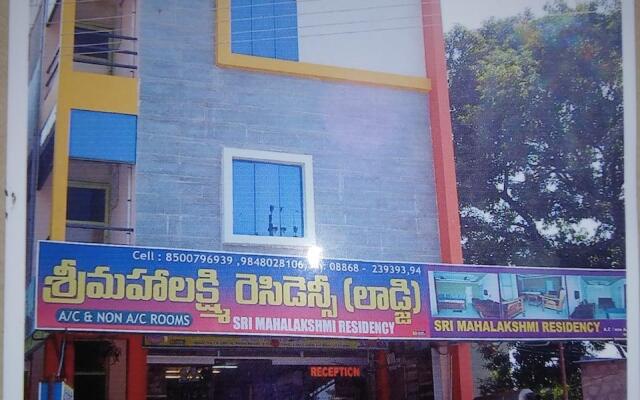 Cell : 8500796939 ,9848028106, : 08868 - 239393,94
శ్రీమహాలక్ష్మి రెసిడెన్సీ (లాడ్జి)
A/C & NON A/C ROOMS
SRI MAHALAKSHMI RESIDENCY
SRI MAHALAKSHMI RESIDENCY
RECEPTION